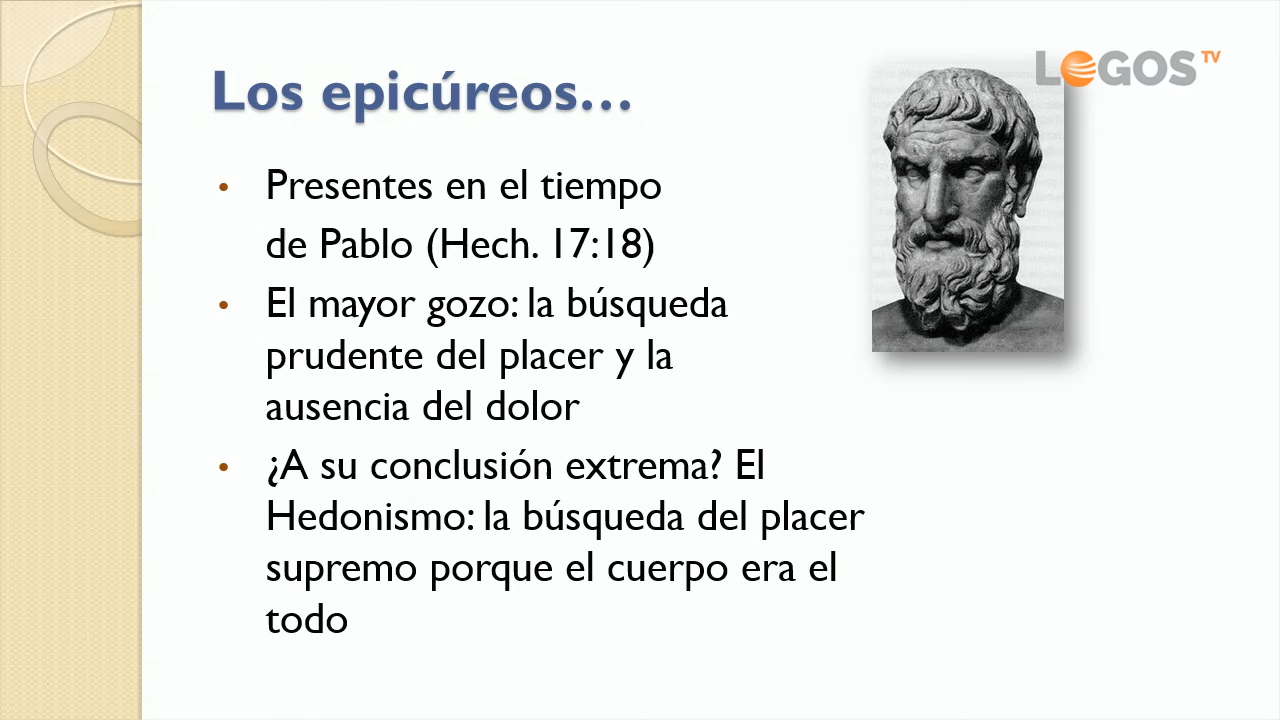 LOGOS TV
Los epicúreos...
• Presentes en el tiempo
de Pablo (Hech. 17:18)
• El mayor gozo: la búsqueda
prudente del placer y la
ausencia del dolor
• ¿A su conclusión extrema? El
Hedonismo: la búsqueda del placer
supremo porque el cuerpo era el
todo